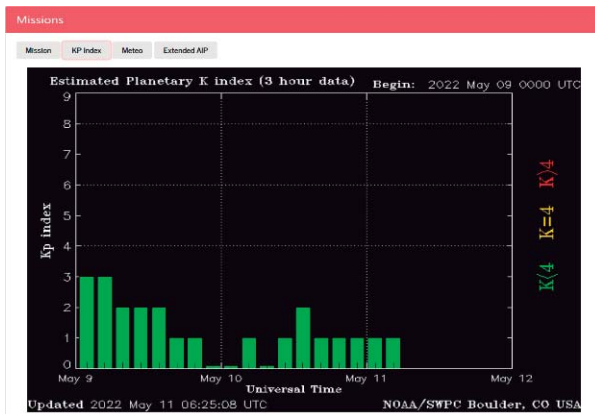 Missions
Mission KP Index Meteo Extended AIP
Estimated Planetary K index (3 hour data) Begin: 2022 May 09 0000 UTC
9
8
7
6
5
4
3
2
1
0
Kp index
K<4 K=4 K>4
May 9 May 10 May 11 May 12
Universal Time
Updated 2022 May 11 06:25:08 UTC NOAA/SWPC Boulder, CO USA